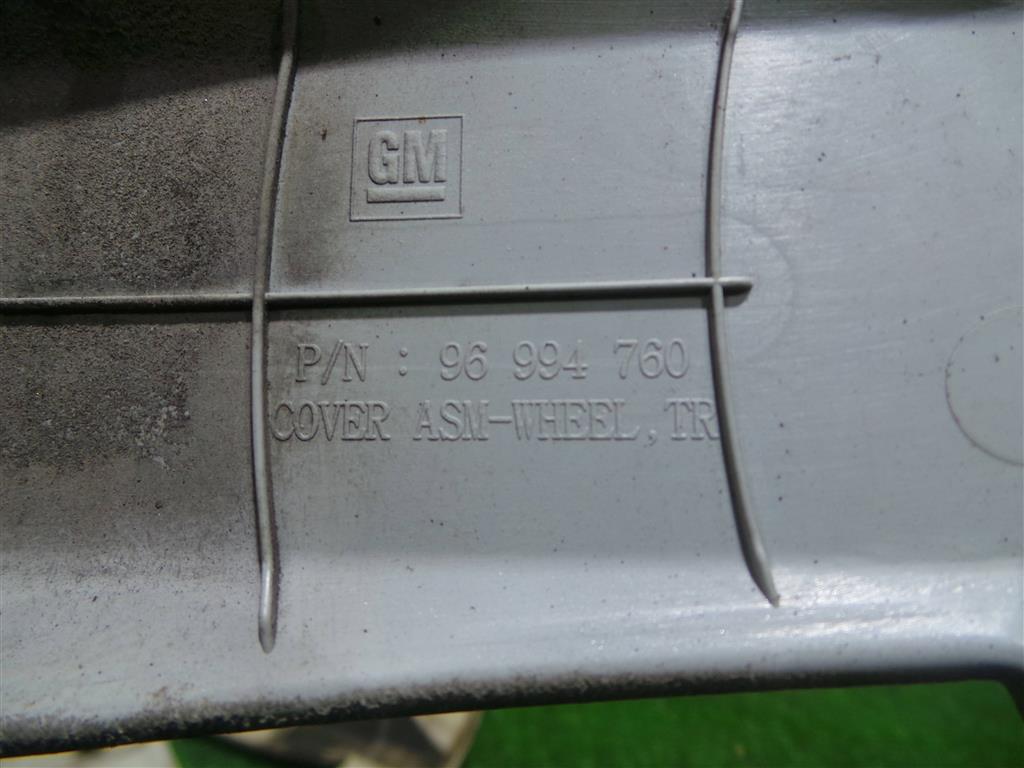 GM
P/N : 96 994 760
COVER ASM-WHEEL, TR